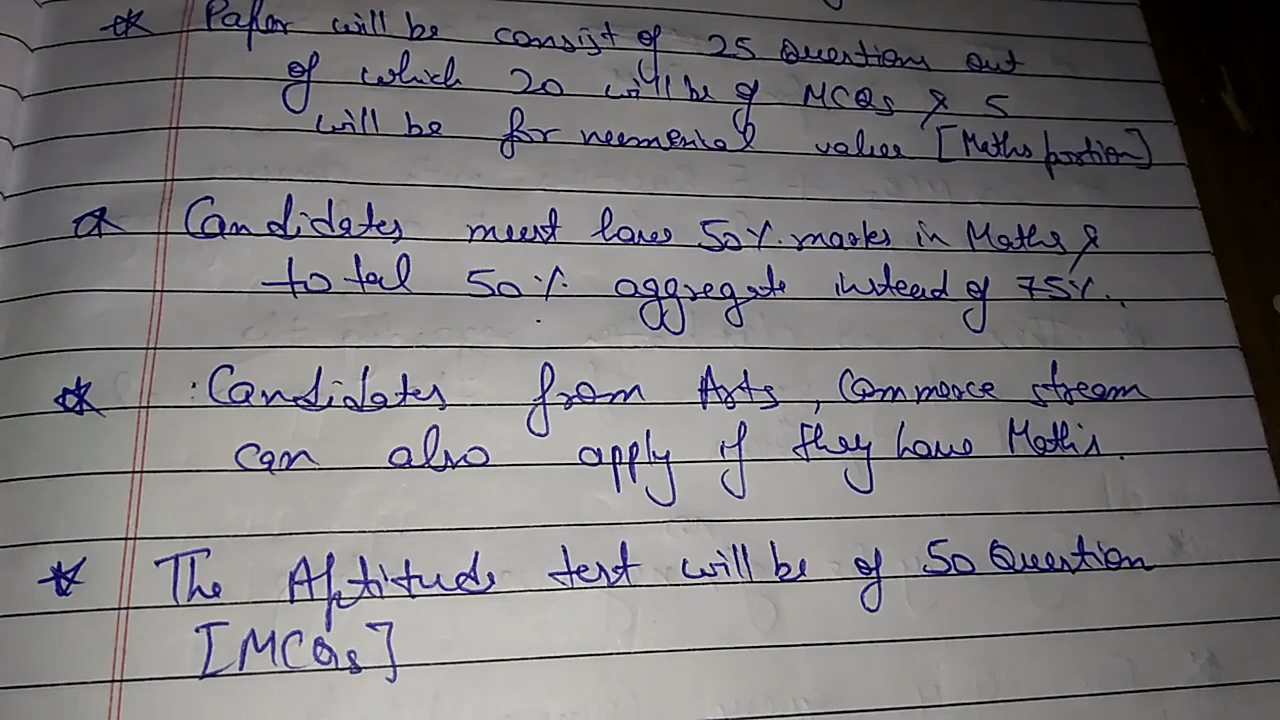 * Paper will be consist of 25 Questions out
of which 20 will be of MCQs & 5
will be for neumerical value [Maths portion]
* Candidates must have 50% marks in Maths &
total 50% aggregate instead of 75%.
* Candidates from Arts, Commerce stream
can also apply if they have Maths.
* The Aptitude test will be of 50 Question
[MCQs]